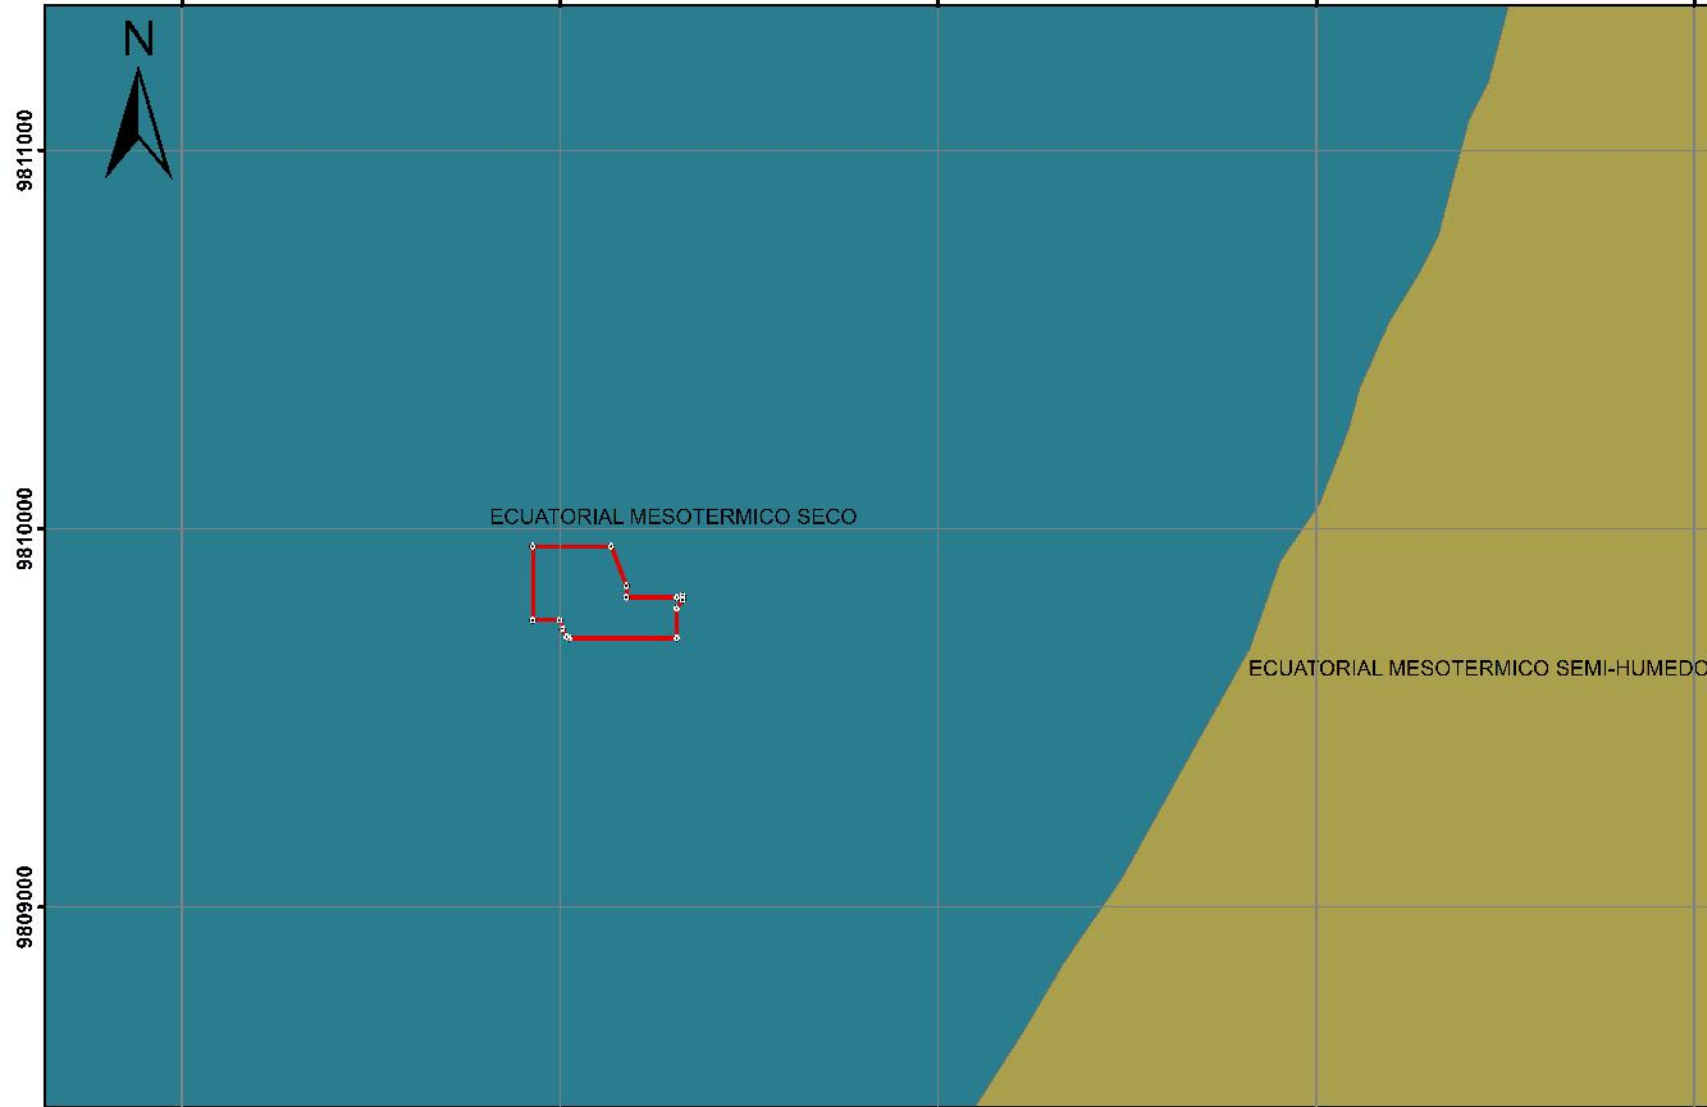 N
9811000
9810000
ECUATORIAL MESOTERMICO SECO
ECUATORIAL MESOTERMICO SEMI-HUMEDO
9809000